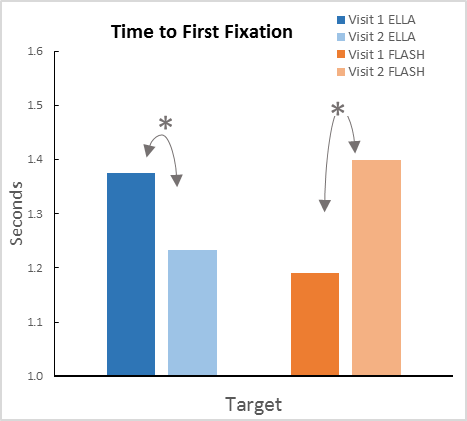 Time to First Fixation
Visit 1 ELLA
Visit 2 ELLA
Visit 1 FLASH
Visit 2 FLASH
1.6
1.5
1.4
1.3
1.2
1.1
1.0
Seconds
*
*
Target